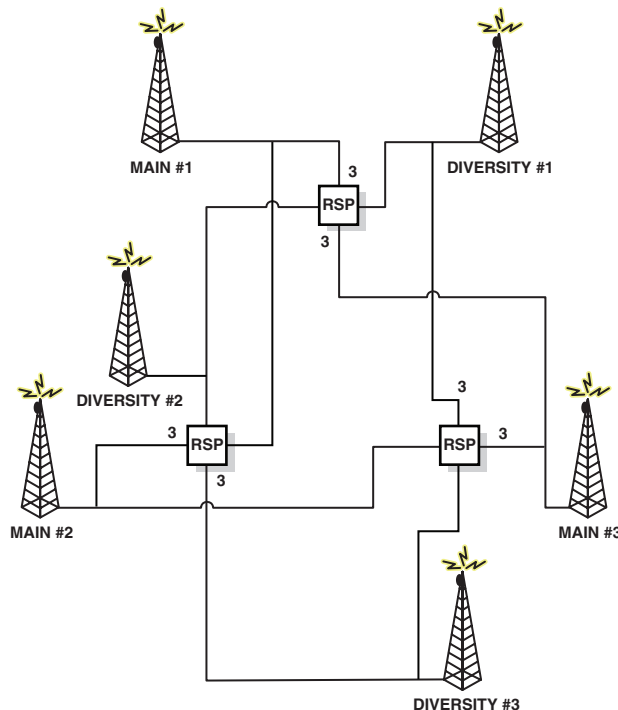 MAIN #1
DIVERSITY #1
3
RSP
3
DIVERSITY #2
3
3
RSP
3
RSP
3
MAIN #2
MAIN #3
DIVERSITY #3